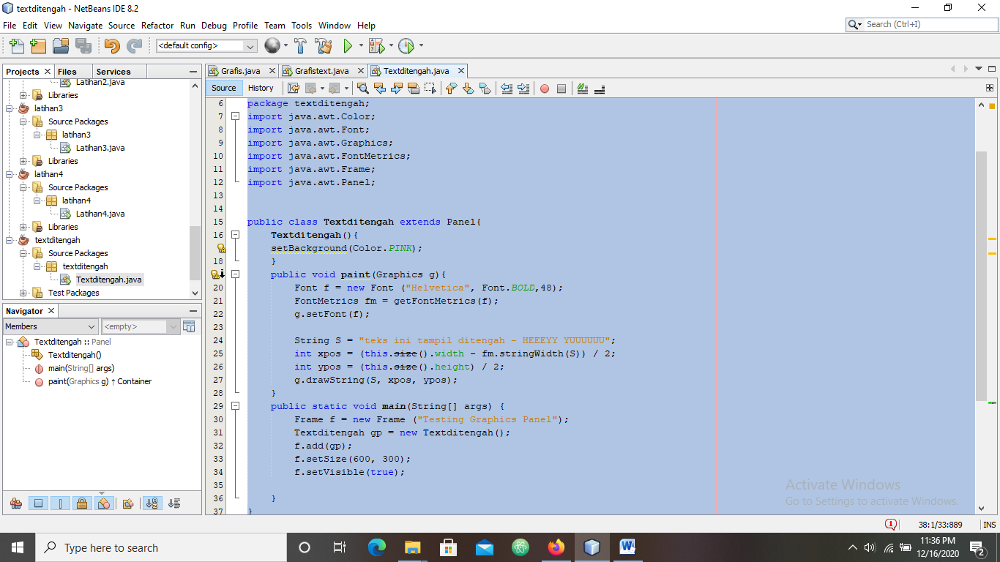 textditengah - NetBeans IDE 8.2
File Edit View Navigate Source Refactor Run Debug Profile Team Tools Window Help
Search (Ctrl+I)
<default config>
Projects Files Services
Latihan2.java
Libraries
latihan3
Source Packages
latihan3
Latihan3.java
Libraries
latihan4
Source Packages
latihan4
Latihan4.java
Libraries
textditengah
Source Packages
textditengah
Textditengah.java
Test Packages
Navigator
Members <empty>
Textditengah :: Panel
Textditengah()
main(String[] args)
paint(Graphics g) ↑ Container
Grafis.java Grafistext.java Textditengah.java
Source History
6 package textditengah;
7 import java.awt.Color;
8 import java.awt.Font;
9 import java.awt.Graphics;
10 import java.awt.FontMetrics;
11 import java.awt.Frame;
12 import java.awt.Panel;
13
14
15 public class Textditengah extends Panel{
16 Textditengah(){
setBackground(Color.PINK);
18 }
public void paint(Graphics g){
20 Font f = new Font ("Helvetica", Font.BOLD,48);
21 FontMetrics fm = getFontMetrics(f);
22 g.setFont(f);
23
24 String S = "teks ini tampil ditengah - HEEEYY YUUUUUU";
25 int xpos = (this.size().width - fm.stringWidth(S)) / 2;
26 int ypos = (this.size().height) / 2;
27 g.drawString(S, xpos, ypos);
28 }
29 public static void main(String[] args) {
30 Frame f = new Frame ("Testing Graphics Panel");
31 Textditengah gp = new Textditengah();
32 f.add(gp);
33 f.setSize(600, 300);
34 f.setVisible(true);
35
36 }
37 }
Activate Windows
Go to Settings to activate Windows.
1 38:1/33:889 INS
Type here to search
W
11:36 PM
12/16/2020
2